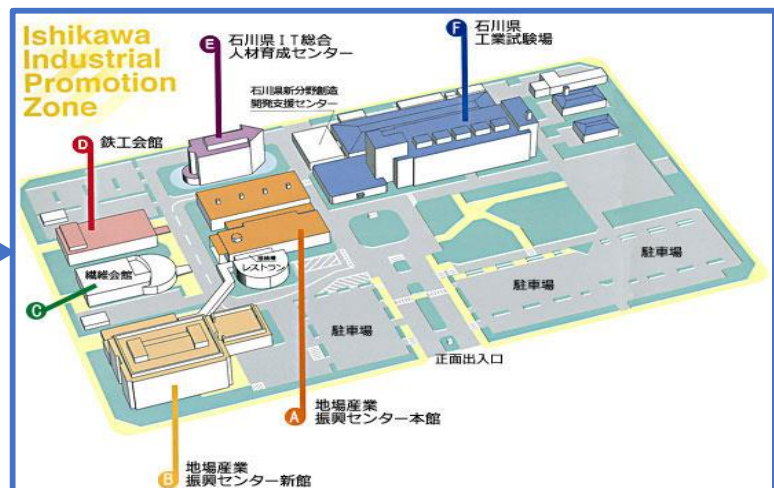 Ishikawa
Industrial
Promotion
Zone
E 石川県ＩＴ総合
人材育成センター
F 石川県
工業試験場
石川県新分野創造
開発支援センター
D 鉄工会館
繊維会館
C
レストラン
駐車場
駐車場
駐車場
正面出入口
A 地場産業
振興センター本館
B 地場産業
振興センター新館